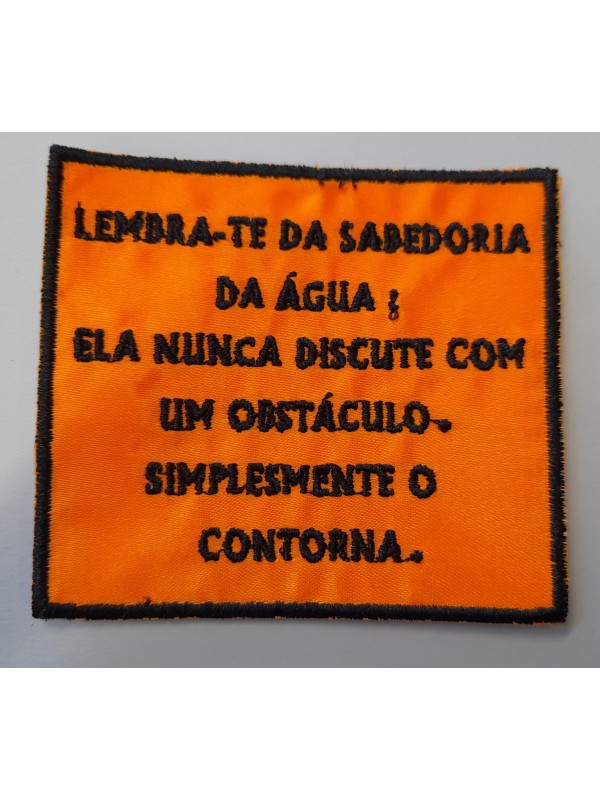 LEMBRA-TE DA SABEDORIA
DA ÁGUA :
ELA NUNCA DISCUTE COM
UM OBSTÁCULO.
SIMPLESMENTE O
CONTORNA.